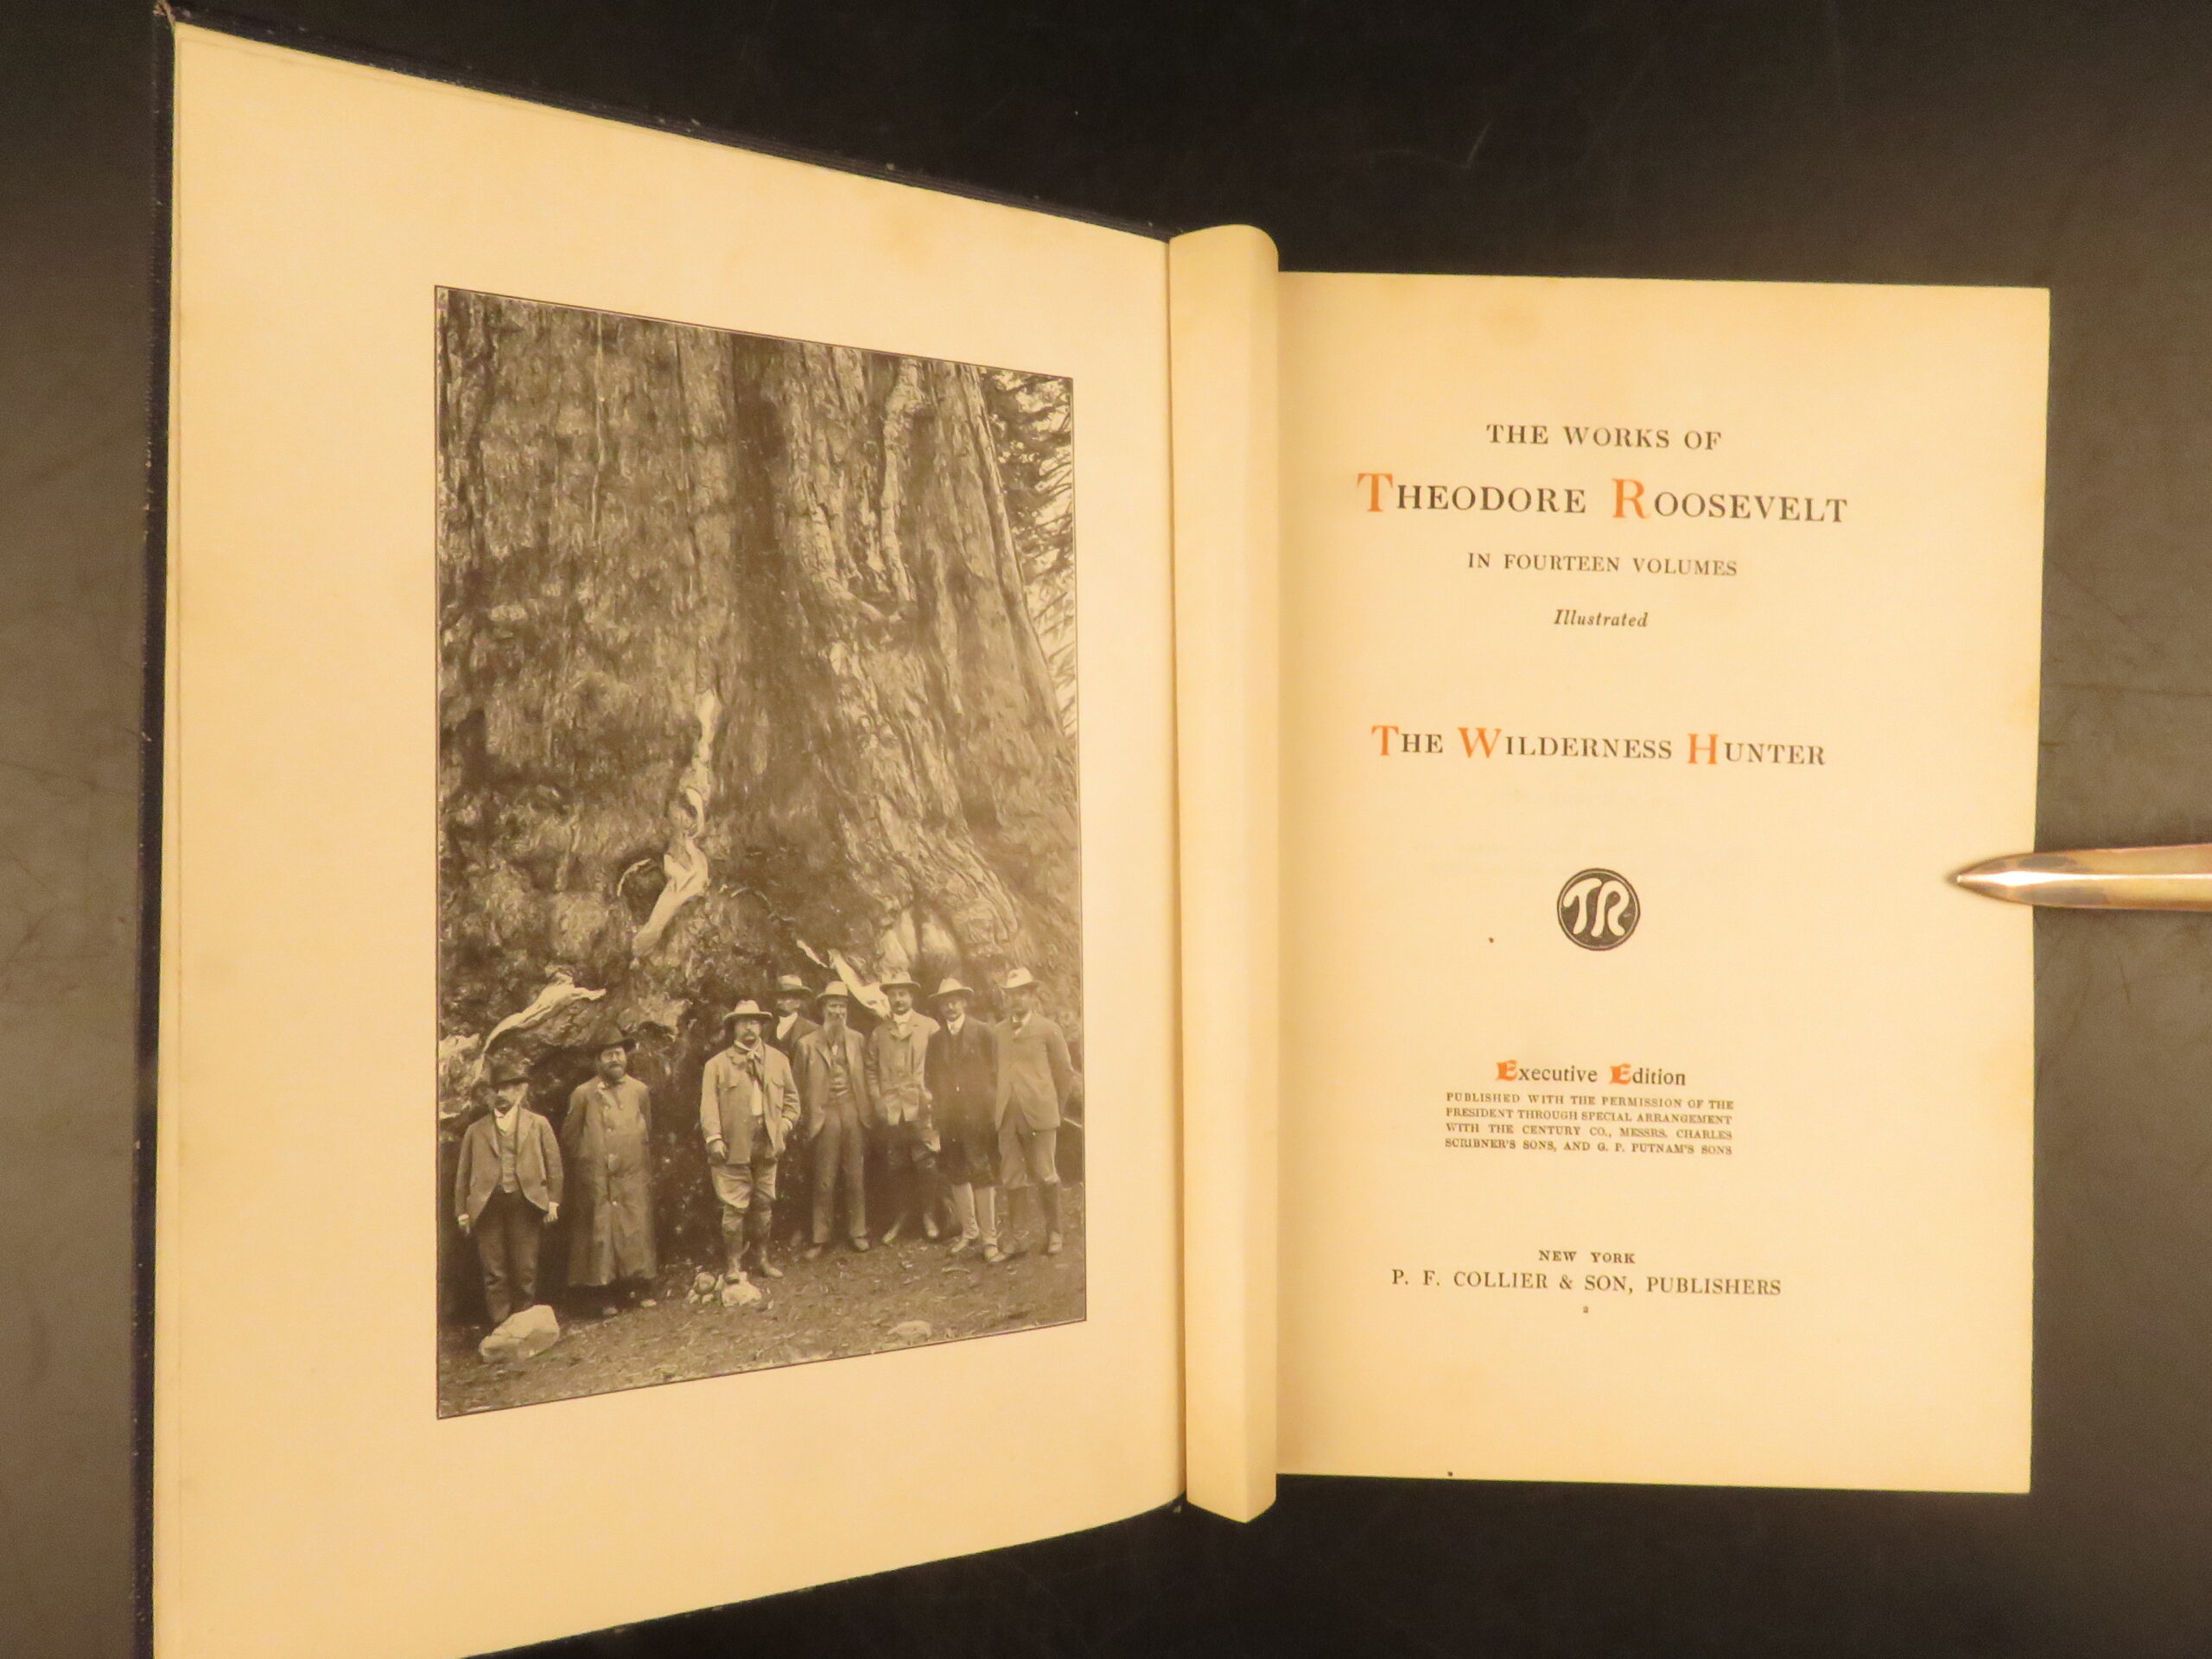 THE WORKS OF
THEODORE ROOSEVELT
IN FOURTEEN VOLUMES
Illustrated
THE WILDERNESS HUNTER
TR
Executive Edition
PUBLISHED WITH THE PERMISSION OF THE
PRESIDENT THROUGH SPECIAL ARRANGEMENT
WITH THE CENTURY CO., MESSRS. CHARLES
SCRIBNER'S SONS, AND G. P. PUTNAM'S SONS
NEW YORK
P. F. COLLIER & SON, PUBLISHERS
2